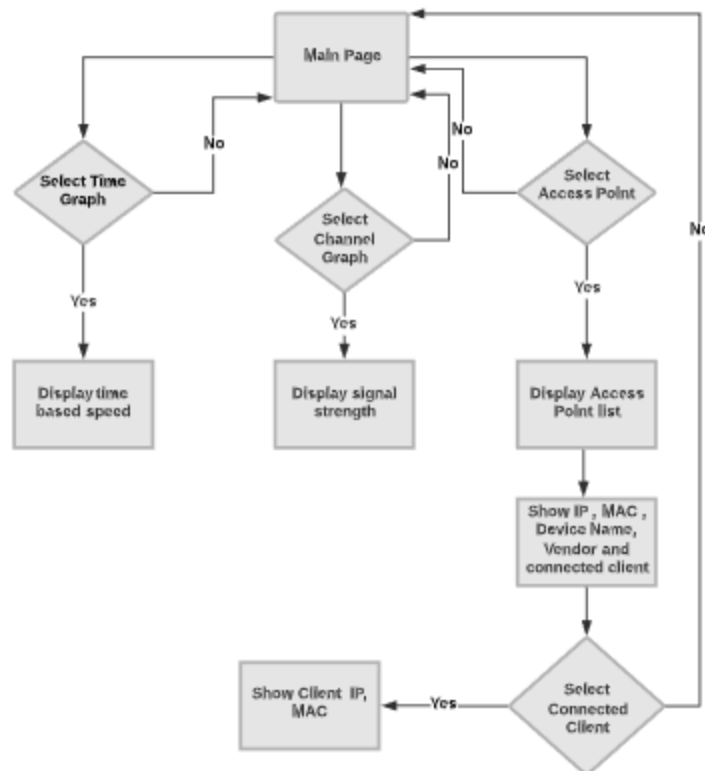 Main Page
No
No
No
Select Time
Graph
Select
Channel
Graph
Select
Access Point
No
Yes
Yes
Yes
Display time
based speed
Display signal
strength
Display Access
Point list
Show IP , MAC ,
Device Name,
Vendor and
connected client
Show Client IP,
MAC
Yes
Select
Connected
Client